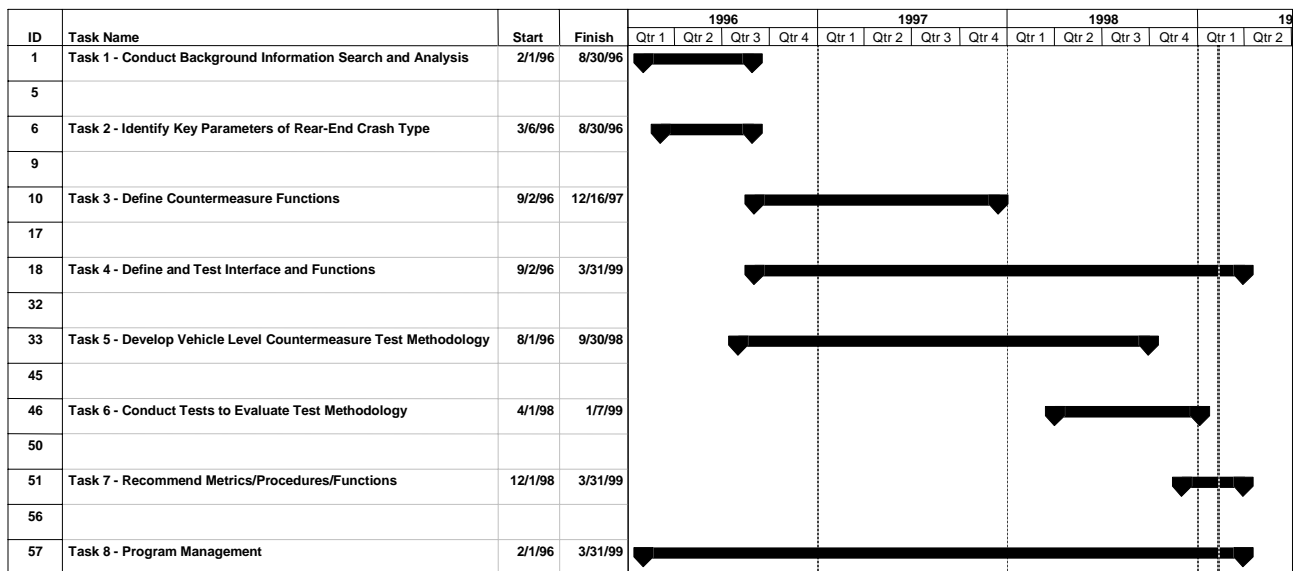 1996 1997 1998 19
ID Task Name Start Finish Qtr 1 Qtr 2 Qtr 3 Qtr 4 Qtr 1 Qtr 2 Qtr 3 Qtr 4 Qtr 1 Qtr 2 Qtr 3 Qtr 4 Qtr 1 Qtr 2
1 Task 1 - Conduct Background Information Search and Analysis 2/1/96 8/30/96
5
6 Task 2 - Identify Key Parameters of Rear-End Crash Type 3/6/96 8/30/96
9
10 Task 3 - Define Countermeasure Functions 9/2/96 12/16/97
17
18 Task 4 - Define and Test Interface and Functions 9/2/96 3/31/99
32
33 Task 5 - Develop Vehicle Level Countermeasure Test Methodology 8/1/96 9/30/98
45
46 Task 6 - Conduct Tests to Evaluate Test Methodology 4/1/98 1/7/99
50
51 Task 7 - Recommend Metrics/Procedures/Functions 12/1/98 3/31/99
56
57 Task 8 - Program Management 2/1/96 3/31/99